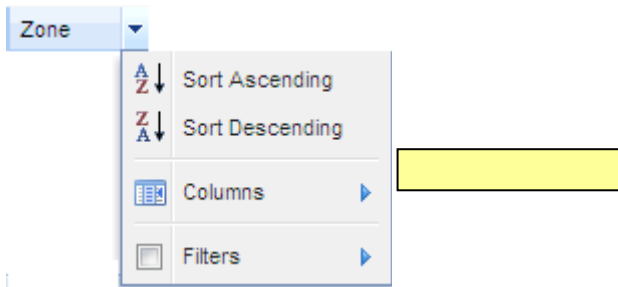 Zone
Sort Ascending
Sort Descending
Columns
Filters